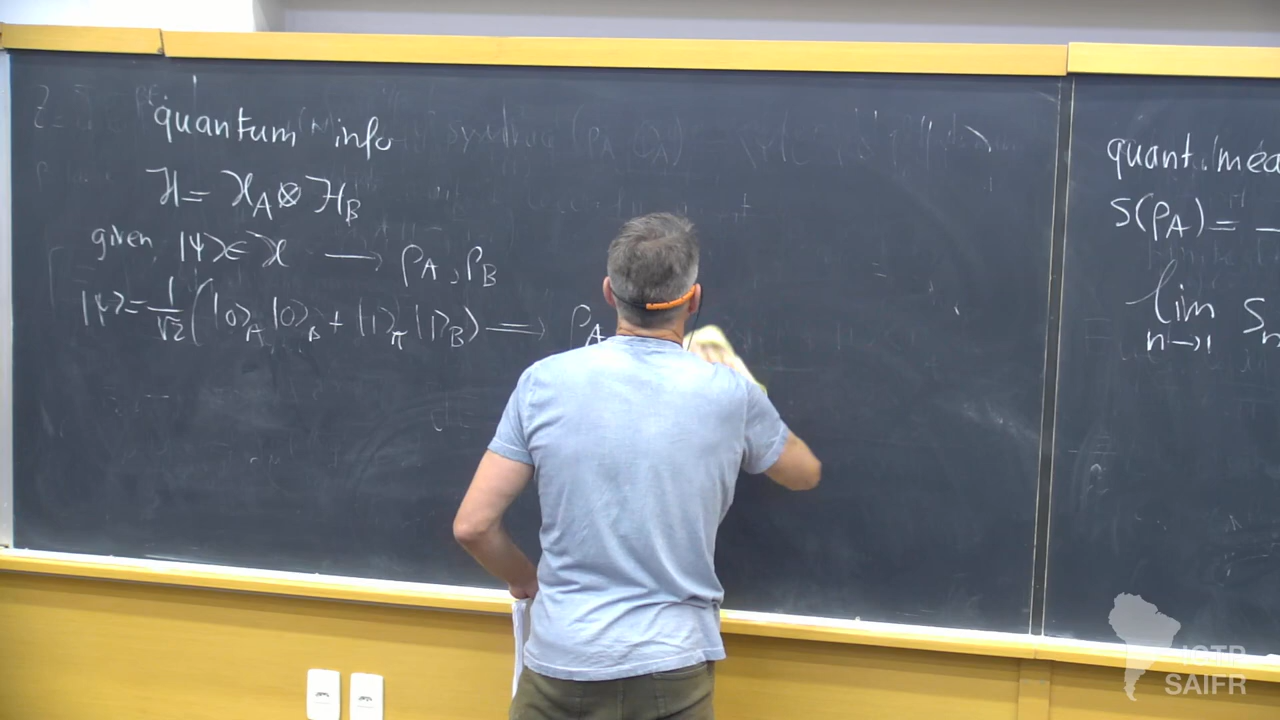 quantum info
ℋ = ℋ_A ⊗ ℋ_B
given |ψ> ∈ ℋ → ρ_A, ρ_B
|ψ> = 1/√2 (|0>_A |0>_B + |1>_A |1>_B) ⟹ ρ_A
quant. mea
S(ρ_A) = _
lim S_n
n→1
ICTP
SAIFR